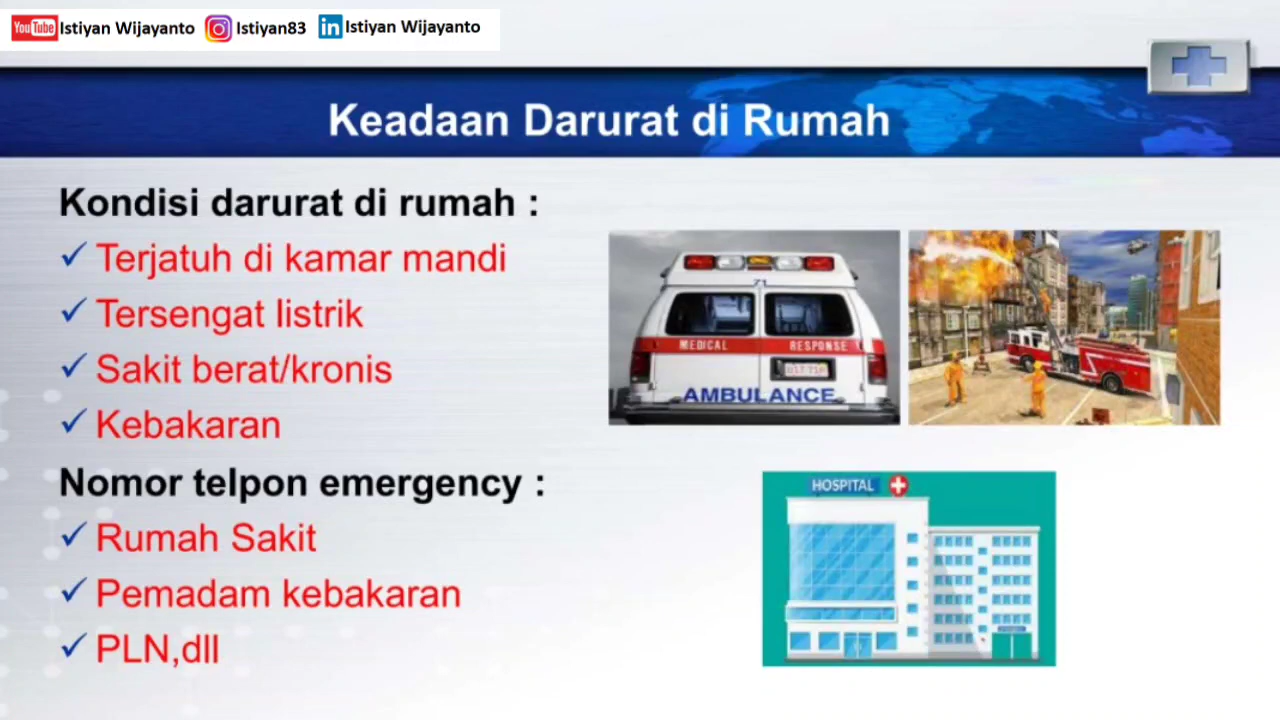 YouTube Istiyan Wijayanto Istiyan83 in Istiyan Wijayanto
Keadaan Darurat di Rumah
Kondisi darurat di rumah :
Terjatuh di kamar mandi
Tersengat listrik
Sakit berat/kronis
Kebakaran
Nomor telpon emergency :
Rumah Sakit
Pemadam kebakaran
PLN,dll
71
MEDICAL RESPONSE
AMBULANCE
HOSPITAL